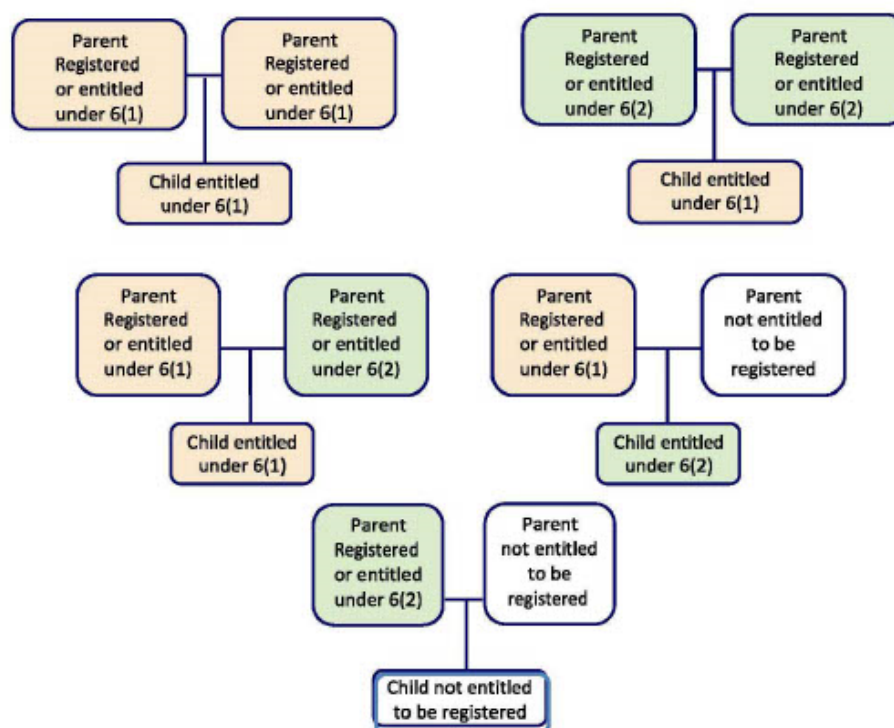 Parent
Registered
or entitled
under 6(1)
Parent
Registered
or entitled
under 6(1)
Child entitled
under 6(1)
Parent
Registered
or entitled
under 6(2)
Parent
Registered
or entitled
under 6(2)
Child entitled
under 6(1)
Parent
Registered
or entitled
under 6(1)
Parent
Registered
or entitled
under 6(2)
Child entitled
under 6(1)
Parent
Registered
or entitled
under 6(1)
Parent
not entitled
to be
registered
Child entitled
under 6(2)
Parent
Registered
or entitled
under 6(2)
Parent
not entitled
to be
registered
Child not entitled
to be registered